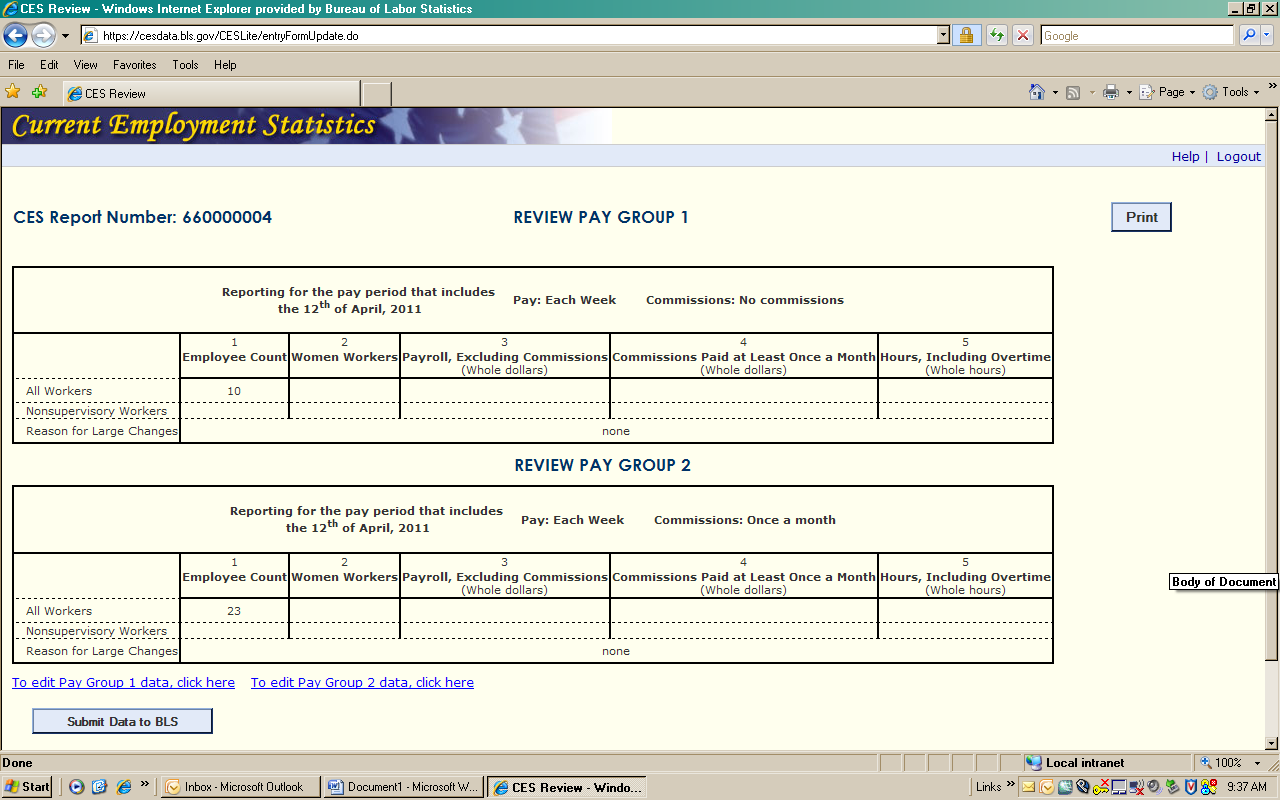 CES Review - Windows Internet Explorer provided by Bureau of Labor Statistics
https://cesdata.bls.gov/CESLite/entryFormUpdate.do
Google
File Edit View Favorites Tools Help
CES Review
Page Tools »
Current Employment Statistics
Help | Logout
CES Report Number: 660000004 REVIEW PAY GROUP 1 Print
Reporting for the pay period that includes
the 12th of April, 2011
Pay: Each Week Commissions: No commissions
1 2 3 4 5
Employee Count Women Workers Payroll, Excluding Commissions Commissions Paid at Least Once a Month Hours, Including Overtime
(Whole dollars) (Whole dollars) (Whole hours)
All Workers 10
Nonsupervisory Workers
Reason for Large Changes none
REVIEW PAY GROUP 2
Reporting for the pay period that includes
the 12th of April, 2011
Pay: Each Week Commissions: Once a month
1 2 3 4 5
Employee Count Women Workers Payroll, Excluding Commissions Commissions Paid at Least Once a Month Hours, Including Overtime
(Whole dollars) (Whole dollars) (Whole hours)
Body of Document
All Workers 23
Nonsupervisory Workers
Reason for Large Changes none
To edit Pay Group 1 data, click here To edit Pay Group 2 data, click here
Submit Data to BLS
Done Local intranet 100%
Start » Inbox - Microsoft Outlook Document1 - Microsoft W... CES Review - Windo... Links » 9:37 AM